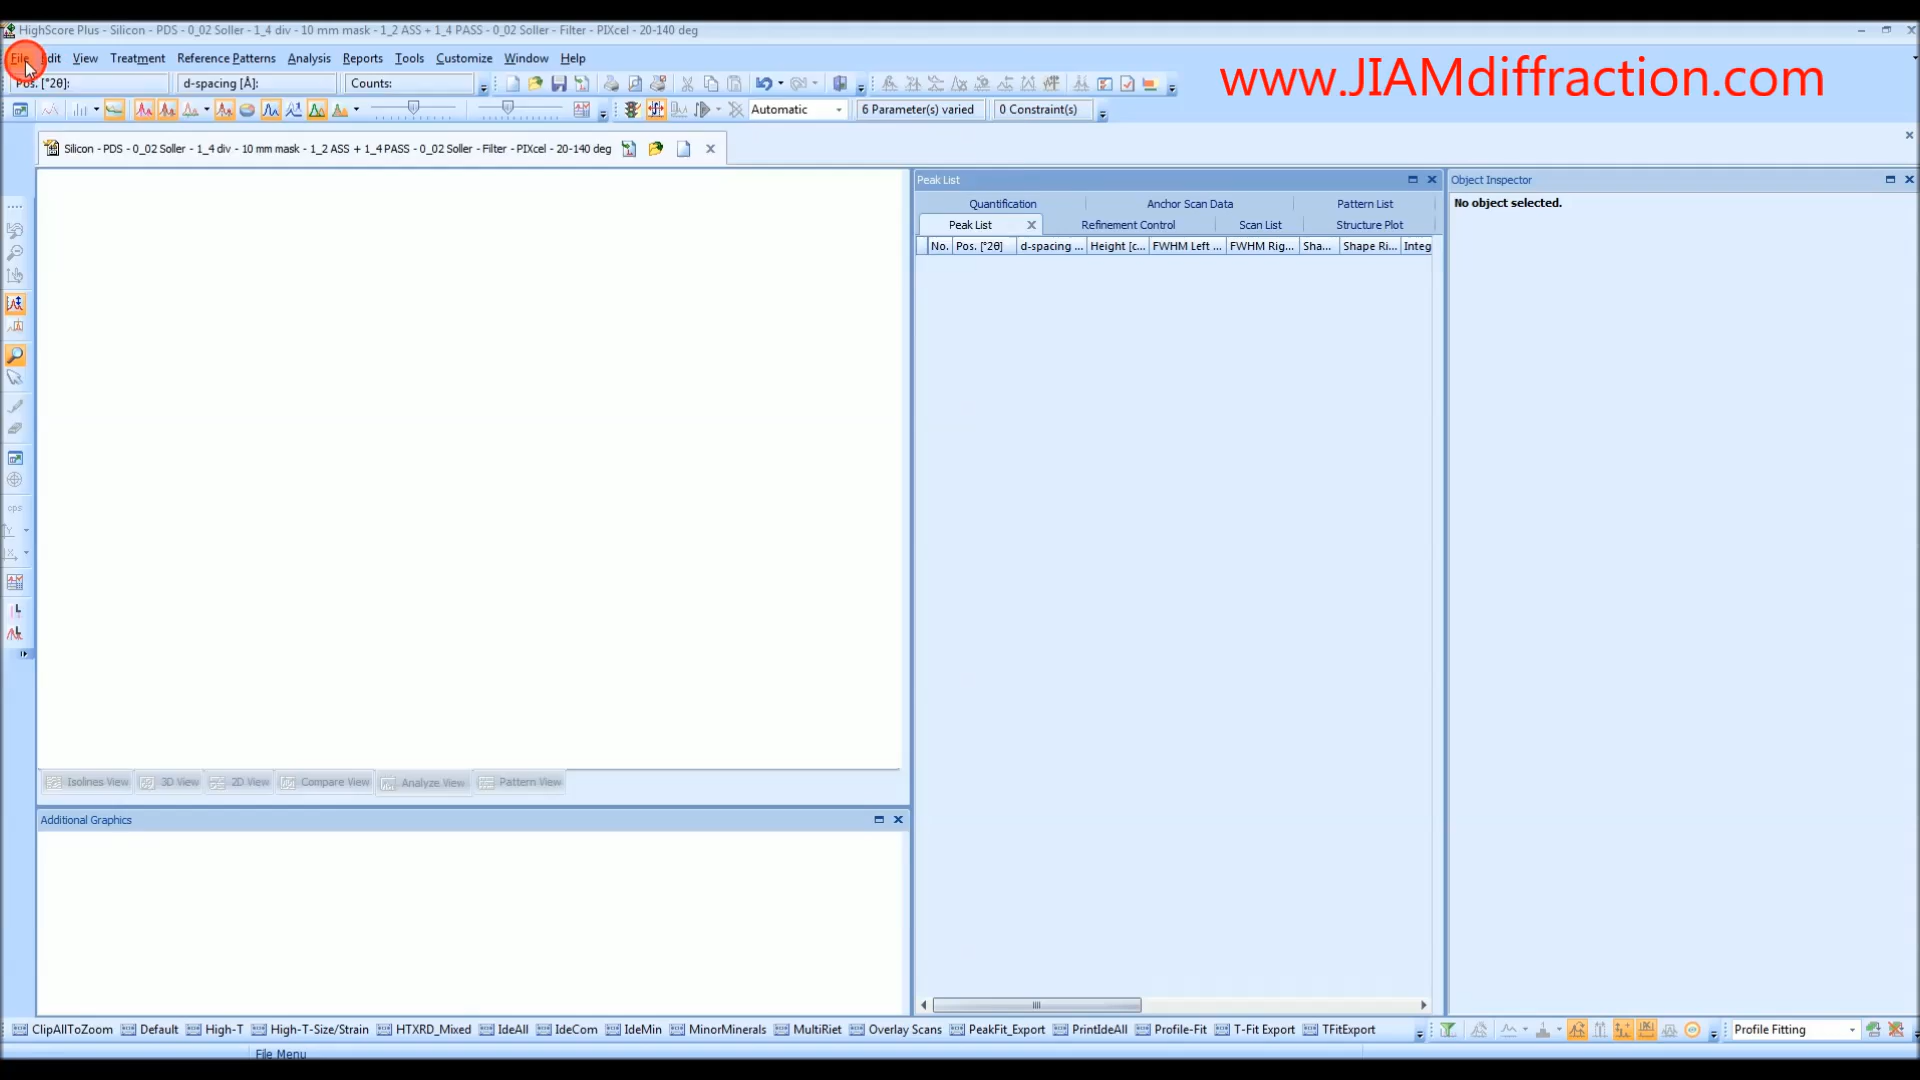 HighScore Plus - Silicon - PDS - 0_02 Soller - 1_4 div - 10 mm mask - 1_2 ASS + 1_4 PASS - 0_02 Soller - Filter - PIXcel - 20-140 deg
File Edit View Treatment Reference Patterns Analysis Reports Tools Customize Window Help
www.JIAMdiffraction.com
Pos. [°2θ]: d-spacing [Å]: Counts:
Automatic 6 Parameter(s) varied 0 Constraint(s)
Silicon - PDS - 0_02 Soller - 1_4 div - 10 mm mask - 1_2 ASS + 1_4 PASS - 0_02 Soller - Filter - PIXcel - 20-140 deg
Peak List
Object Inspector
Quantification Anchor Scan Data Pattern List
No object selected.
Peak List Refinement Control Scan List Structure Plot
No. Pos. [°2θ] d-spacing ... Height [c... FWHM Left ... FWHM Rig... Sha... Shape Ri... Integ
cps
Isolines View 3D View 2D View Compare View Analyze View Pattern View
Additional Graphics
ClipAllToZoom Default High-T High-T-Size/Strain HTXRD_Mixed IdeAll IdeCom IdeMin MinorMinerals MultiRiet Overlay Scans PeakFit_Export PrintIdeAll Profile-Fit T-Fit Export TFitExport Profile Fitting
File Menu